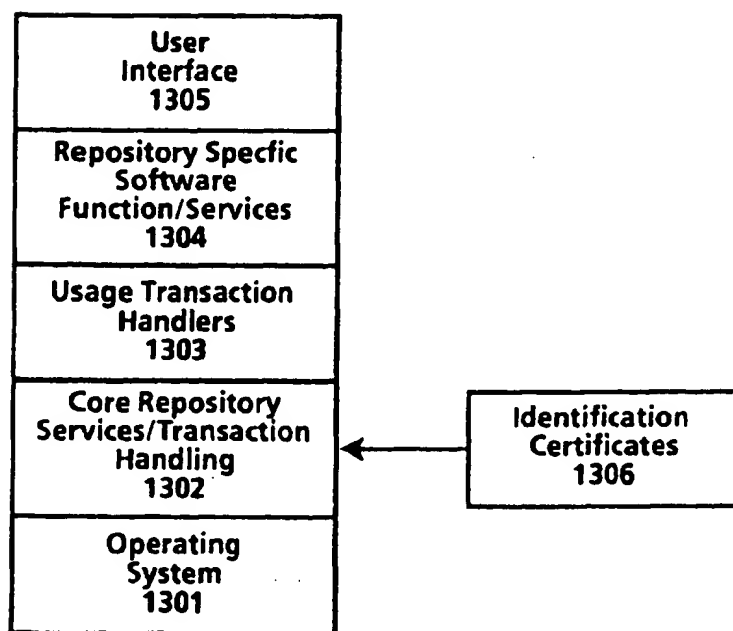 User
Interface
1305
Repository Specfic
Software
Function/Services
1304
Usage Transaction
Handlers
1303
Core Repository
Services/Transaction
Handling
1302
Operating
System
1301
Identification
Certificates
1306